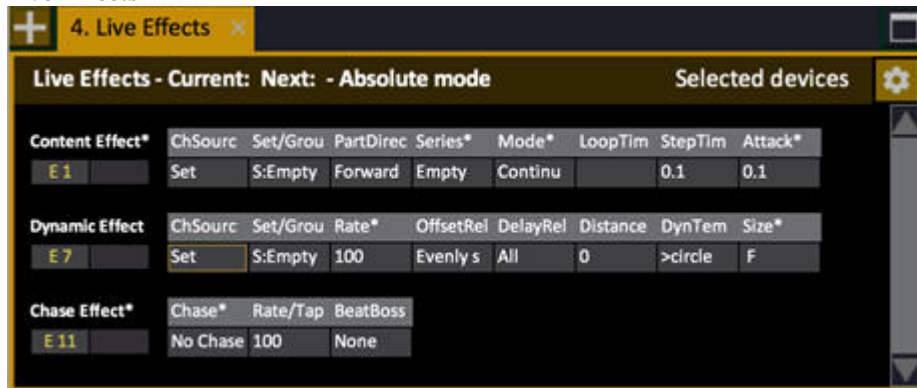 4. Live Effects ×
Live Effects - Current: Next: - Absolute mode Selected devices
Content Effect* ChSourc Set/Grou PartDirec Series* Mode* LoopTim StepTim Attack*
E 1 Set S:Empty Forward Empty Continu 0.1 0.1
Dynamic Effect ChSourc Set/Grou Rate* OffsetRel DelayRel Distance DynTem Size*
E 7 Set S:Empty 100 Evenly s All 0 >circle F
Chase Effect* Chase* Rate/Tap BeatBoss
E 11 No Chase 100 None